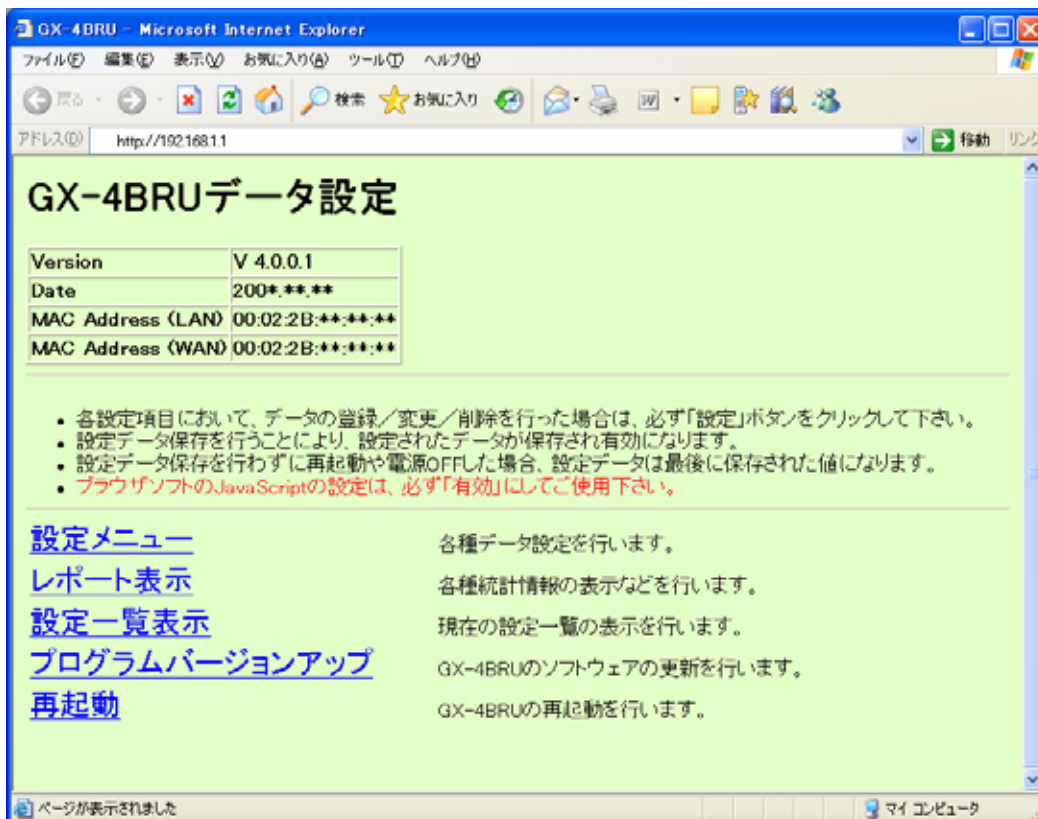 GX-4BRU - Microsoft Internet Explorer
ファイル(F) 編集(E) 表示(V) お気に入り(A) ツール(T) ヘルプ(H)
戻る 検索 お気に入り
アドレス(D) http://192.168.1.1 移動 リンク
GX-4BRUデータ設定
Version V 4.0.0.1
Date 200*.**.**
MAC Address (LAN) 00:02:2B:**:**:**
MAC Address (WAN) 00:02:2B:**:**:**
• 各設定項目において、データの登録／変更／削除を行った場合は、必ず「設定」ボタンをクリックして下さい。
• 設定データ保存を行うことにより、設定されたデータが保存され有効になります。
• 設定データ保存を行わずに再起動や電源OFFした場合、設定データは最後に保存された値になります。
• ブラウザソフトのJavaScriptの設定は、必ず「有効」にしてご使用下さい。
設定メニュー 各種データ設定を行います。
レポート表示 各種統計情報の表示などを行います。
設定一覧表示 現在の設定一覧の表示を行います。
プログラムバージョンアップ GX-4BRUのソフトウェアの更新を行います。
再起動 GX-4BRUの再起動を行います。
ページが表示されました マイ コンピュータ